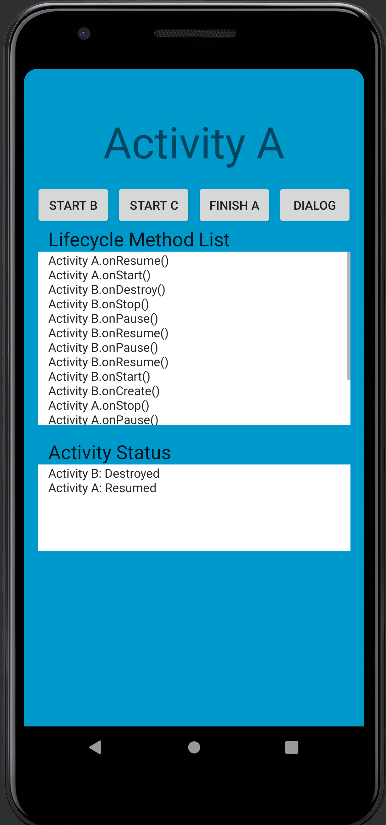 Activity A
START B START C FINISH A DIALOG
Lifecycle Method List
Activity A.onResume()
Activity A.onStart()
Activity B.onDestroy()
Activity B.onStop()
Activity B.onPause()
Activity B.onResume()
Activity B.onPause()
Activity B.onResume()
Activity B.onStart()
Activity B.onCreate()
Activity A.onStop()
Activity A.onPause()
Activity Status
Activity B: Destroyed
Activity A: Resumed